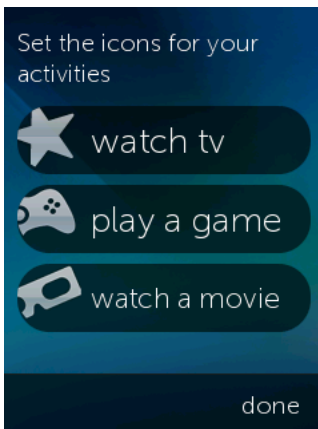 Set the icons for your
activities
watch tv
play a game
watch a movie
done